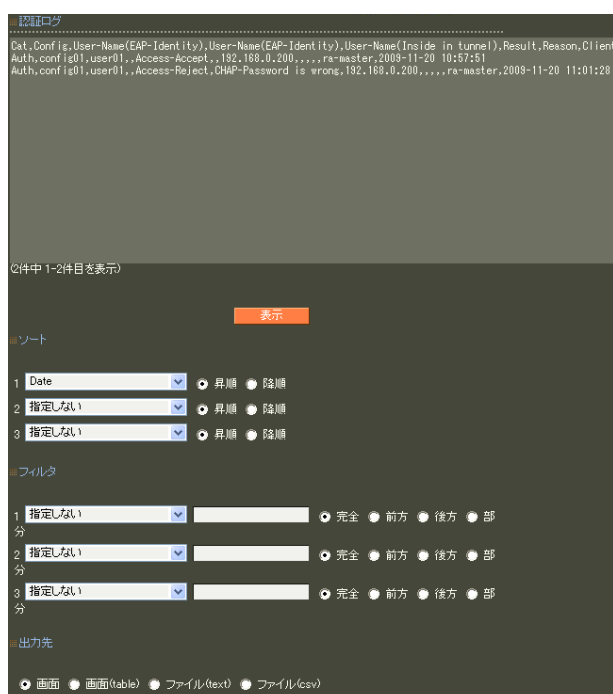 認証ログ
Cat,Config,User-Name(EAP-Identity),User-Name(EAP-Identity),User-Name(Inside in tunnel),Result,Reason,Client
Auth,config01,user01,,Access-Accept,,192.168.0.200,,,,,ra-master,2009-11-20 10:57:51
Auth,config01,user01,,Access-Reject,CHAP-Password is wrong,192.168.0.200,,,,,ra-master,2009-11-20 11:01:28
(2件中 1-2件目を表示)
表示
ソート
1 Date 昇順 降順
2 指定しない 昇順 降順
3 指定しない 昇順 降順
フィルタ
1 指定しない 完全 前方 後方 部
分
2 指定しない 完全 前方 後方 部
分
3 指定しない 完全 前方 後方 部
分
出力先
画面 画面(table) ファイル(text) ファイル(csv)